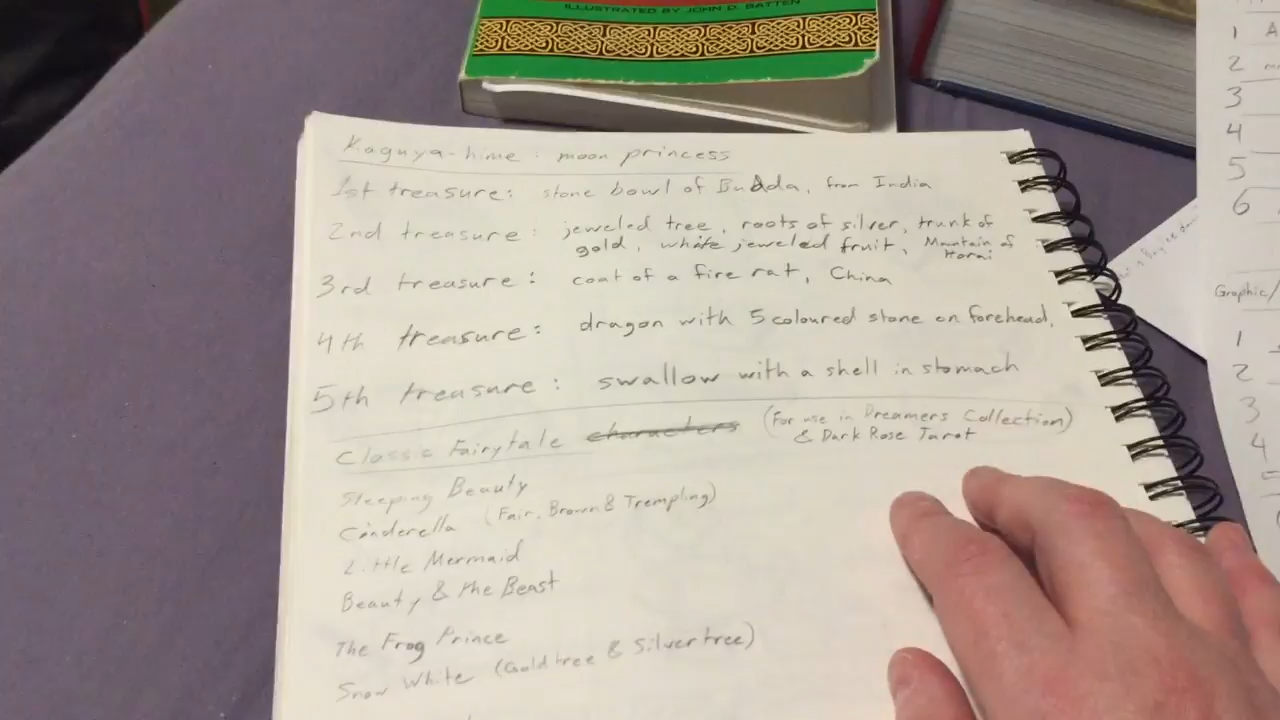 ILLUSTRATED BY JOHN D. BATTEN
Kaguya-hime : moon princess
1st treasure: stone bowl of Budda, from India
2nd treasure : jeweled tree, roots of silver, trunk of
gold, white jeweled fruit, Mountain of
Horai
3rd treasure : coat of a fire rat, China
4th treasure : dragon with 5 coloured stone on forehead,
5th treasure : swallow with a shell in stomach
Classic Fairytale characters (For use in Dreamers Collection)
& Dark Rose Tarot
Sleeping Beauty
Cinderella (Fair, Brown & Trempling)
Little Mermaid
Beauty & the Beast
The Frog Prince
Snow White (Goldtree & Silvertree)
1 A
2
3
4
5
6
Graphic/
1
2
3
4
5